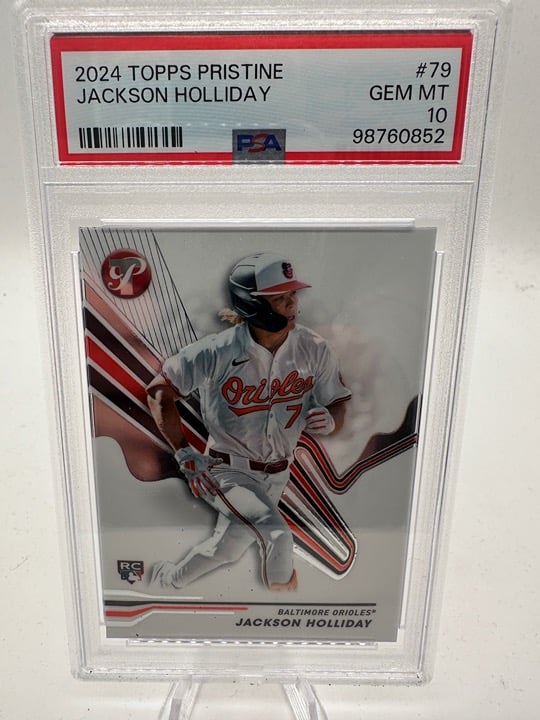 2024 TOPPS PRISTINE #79
JACKSON HOLLIDAY GEM MT
10
PSA 98760852
P
Orioles
7
RC
BALTIMORE ORIOLES®
JACKSON HOLLIDAY